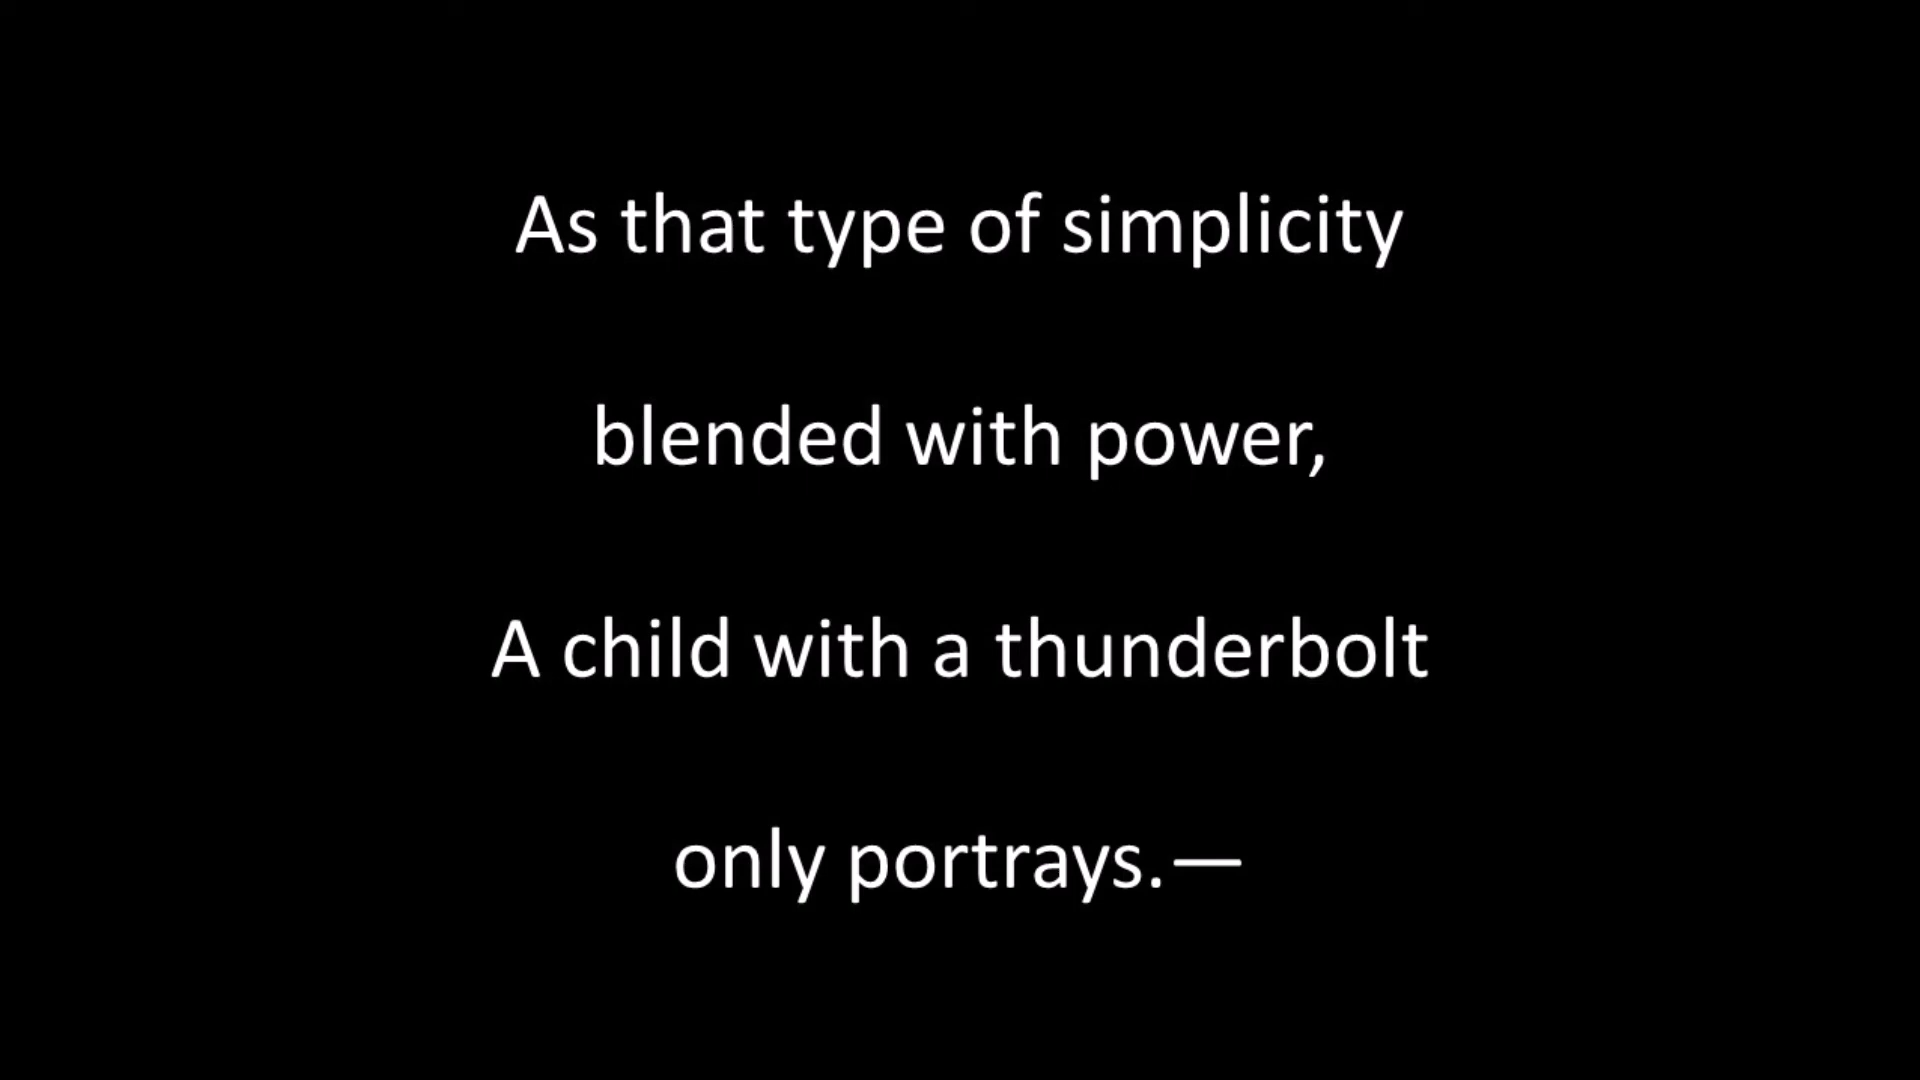 As that type of simplicity
blended with power,
A child with a thunderbolt
only portrays.—